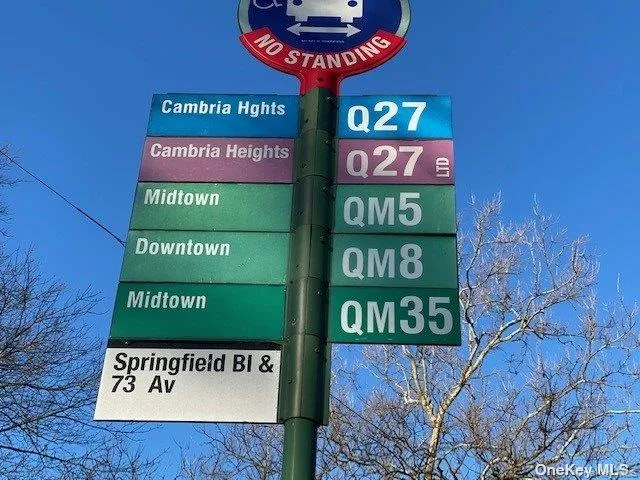 NO STANDING
Cambria Hghts Q27
Cambria Heights Q27 LTD
Midtown QM5
Downtown QM8
Midtown QM35
Springfield Bl &
73 Av
OneKey MLS